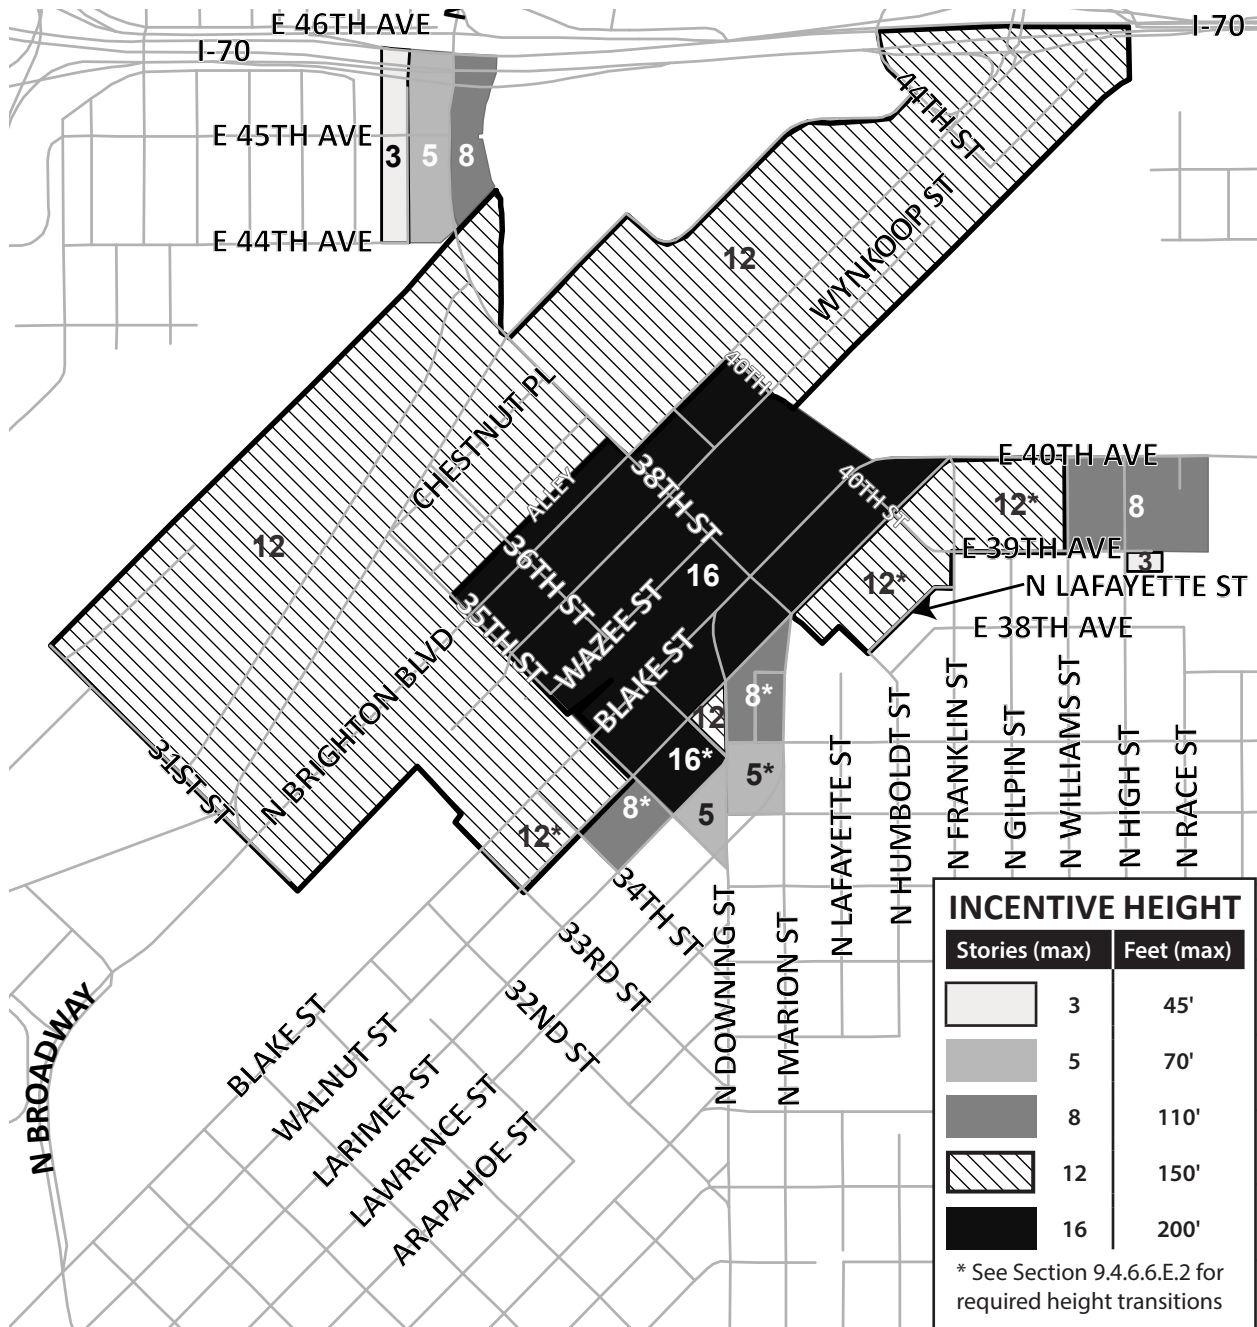 E 46TH AVE
I-70
I-70
44TH ST
E 45TH AVE
3
5
8
E 44TH AVE
WYNKOOP ST
12
40TH
CHESTNUT PL
38TH ST
ALLEY
40TH ST
E 40TH AVE
12*
8
12
36TH ST
16
E 39TH AVE
3
12*
N LAFAYETTE ST
35TH ST
WAZEE ST
BLAKE ST
E 38TH AVE
N BRIGHTON BLVD
8*
12
31ST ST
16*
5*
8*
5
12*
N LAFAYETTE ST
N HUMBOLDT ST
N FRANKLIN ST
N GILPIN ST
N WILLIAMS ST
N HIGH ST
N RACE ST
34TH ST
33RD ST
32ND ST
N DOWNING ST
N MARION ST
N BROADWAY
BLAKE ST
WALNUT ST
LARIMER ST
LAWRENCE ST
ARAPAHOE ST
INCENTIVE HEIGHT
Stories (max) Feet (max)
3 45'
5 70'
8 110'
12 150'
16 200'
* See Section 9.4.6.6.E.2 for
required height transitions